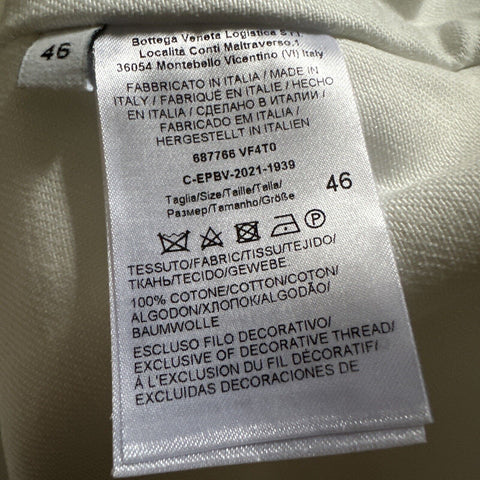 46
Bottega Veneta Logistica S.r.l.
Località Conti Maltraverso,1
36054 Montebello Vicentino (VI) Italy
FABBRICATO IN ITALIA / MADE IN
ITALY / FABRIQUÉ EN ITALIE / HECHO
EN ITALIA / СДЕЛАНО В ИТАЛИИ /
FABRICADO EM ITALIA /
HERGESTELLT IN ITALIEN
687766 VF4T0
C-EPBV-2021-1939
Taglia/Size/Taille/Talla/
Размер/Tamanho/Größe
46
P
TESSUTO/FABRIC/TISSU/TEJIDO/
ТКАНЬ/TECIDO/GEWEBE.
100% COTONE/COTTON/COTON/
ALGODON/ХЛОПОК/ALGODÃO/
BAUMWOLLE
ESCLUSO FILO DECORATIVO/
EXCLUSIVE OF DECORATIVE THREAD/
À L'EXCLUSION DU FIL DÉCORATIF/
EXCLUÍDAS DECORACIONES DE